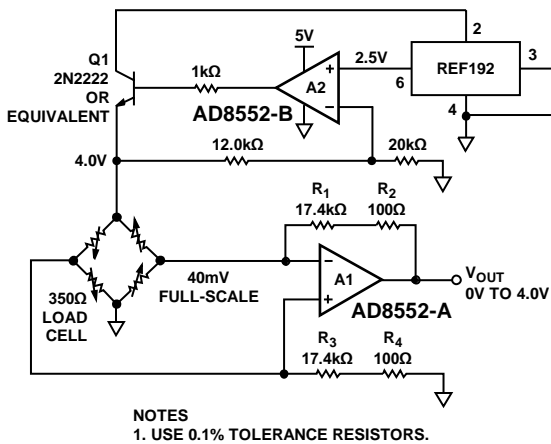 Q1
2N2222
OR
EQUIVALENT
1kΩ
5V
A2
+
−
AD8552-B
2.5V
2
6
REF192
3
4
4.0V
12.0kΩ
20kΩ
R1
17.4kΩ
R2
100Ω
350Ω
LOAD
CELL
40mV
FULL-SCALE
−
+
A1
AD8552-A
VOUT
0V TO 4.0V
R3
17.4kΩ
R4
100Ω
NOTES
1. USE 0.1% TOLERANCE RESISTORS.